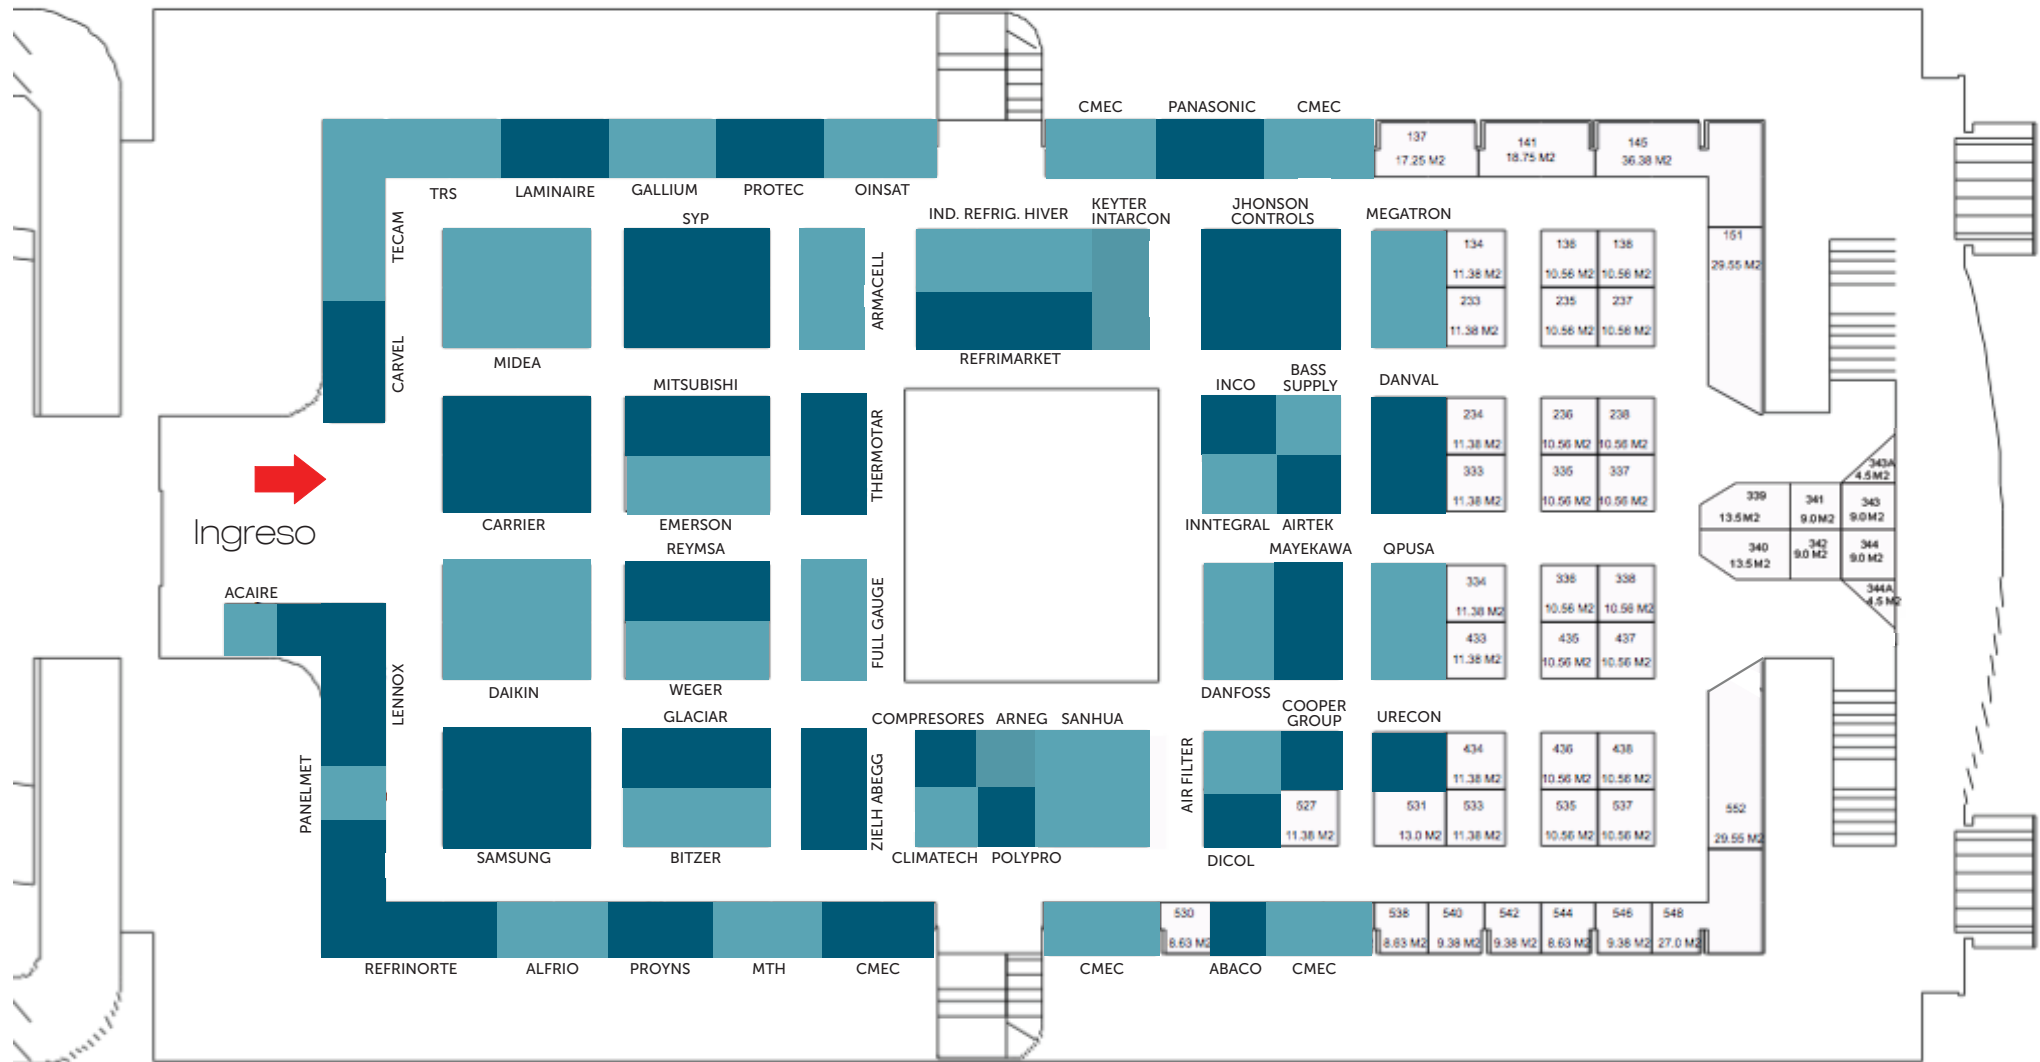 CMEC
PANASONIC
CMEC
137
17.25 M2
141
18.75 M2
145
36.38 M2
TRS
LAMINAIRE
GALLIUM
PROTEC
OINSAT
TECAM
CARVEL
SYP
ARMACELL
IND. REFRIG. HIVER
KEYTER
INTARCON
JHONSON
CONTROLS
MEGATRON
134
11.38 M2
136
10.56 M2
138
10.56 M2
151
29.55 M2
233
11.38 M2
235
10.56 M2
237
10.56 M2
MIDEA
REFRIMARKET
MITSUBISHI
THERMOTAR
INCO
BASS
SUPPLY
DANVAL
234
11.38 M2
236
10.56 M2
238
10.56 M2
333
11.38 M2
335
10.56 M2
337
10.56 M2
343A
4.5 M2
339
13.5 M2
341
9.0 M2
343
9.0 M2
340
13.5 M2
342
9.0 M2
344
9.0 M2
344A
4.5 M2
Ingreso
CARRIER
EMERSON
INNTEGRAL
AIRTEK
REYMSA
FULL GAUGE
MAYEKAWA
QPUSA
334
11.38 M2
336
10.56 M2
338
10.56 M2
433
11.38 M2
435
10.56 M2
437
10.56 M2
ACAIRE
LENNOX
PANELMET
DAIKIN
WEGER
DANFOSS
GLACIAR
ZIELH ABEGG
COMPRESORES
ARNEG
SANHUA
AIR FILTER
COOPER
GROUP
URECON
434
11.38 M2
436
10.56 M2
438
10.56 M2
527
11.38 M2
531
13.0 M2
533
11.38 M2
535
10.56 M2
537
10.56 M2
552
29.55 M2
SAMSUNG
BITZER
CLIMATECH
POLYPRO
DICOL
530
8.63 M2
538
8.63 M2
540
9.38 M2
542
9.38 M2
544
8.63 M2
546
9.38 M2
548
27.0 M2
REFRINORTE
ALFRIO
PROYNS
MTH
CMEC
CMEC
ABACO
CMEC